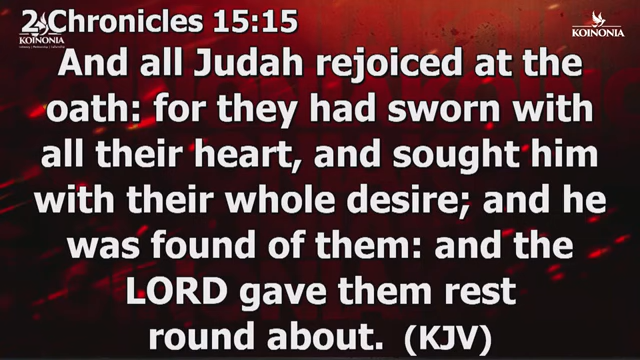 2 Chronicles 15:15
KOINONIA
KOINONIA
And all Judah rejoiced at the
oath: for they had sworn with
all their heart, and sought him
with their whole desire; and he
was found of them: and the
LORD gave them rest
round about. (KJV)